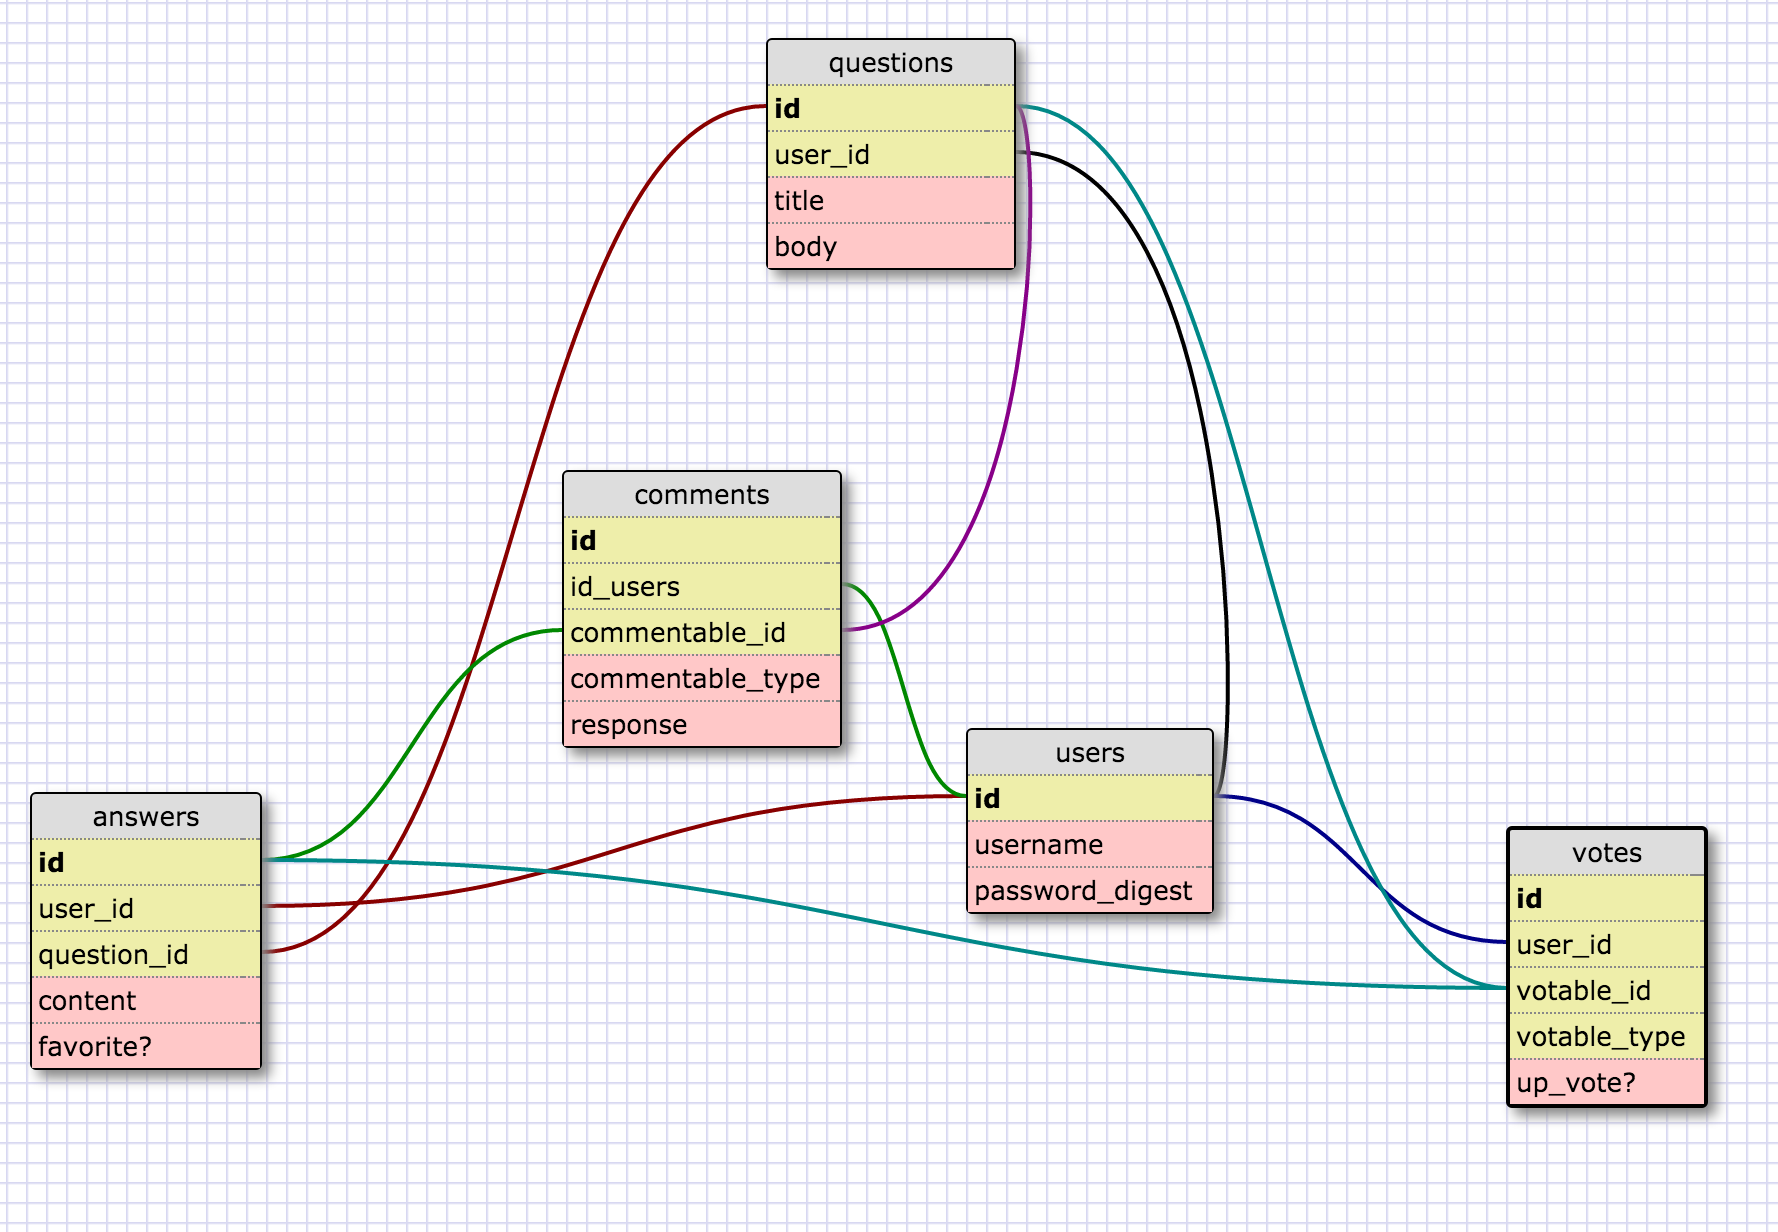 questions
id
user_id
title
body
comments
id
id_users
commentable_id
commentable_type
response
users
id
username
password_digest
answers
id
user_id
question_id
content
favorite?
votes
id
user_id
votable_id
votable_type
up_vote?